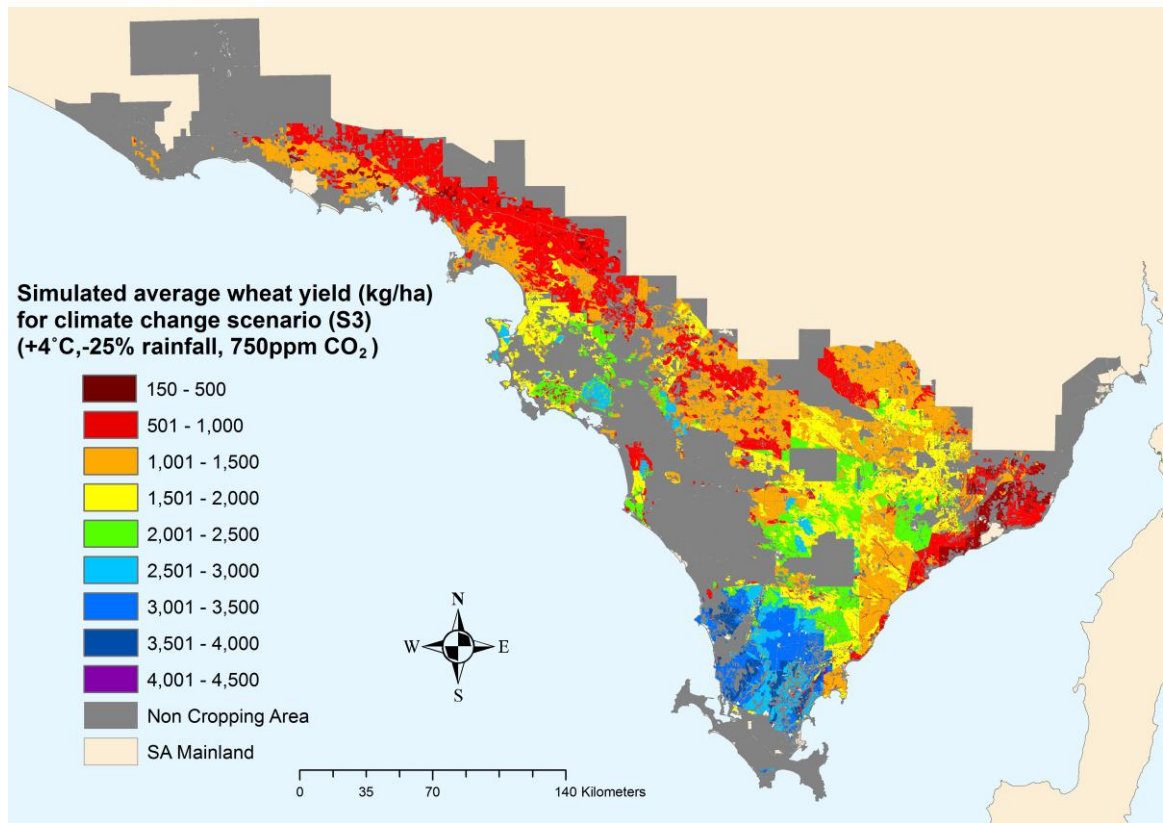 Simulated average wheat yield (kg/ha)
for climate change scenario (S3)
(+4˚C,-25% rainfall, 750ppm CO₂ )
150 - 500
501 - 1,000
1,001 - 1,500
1,501 - 2,000
2,001 - 2,500
2,501 - 3,000
3,001 - 3,500
3,501 - 4,000
4,001 - 4,500
Non Cropping Area
SA Mainland
N
W E
S
0 35 70 140 Kilometers